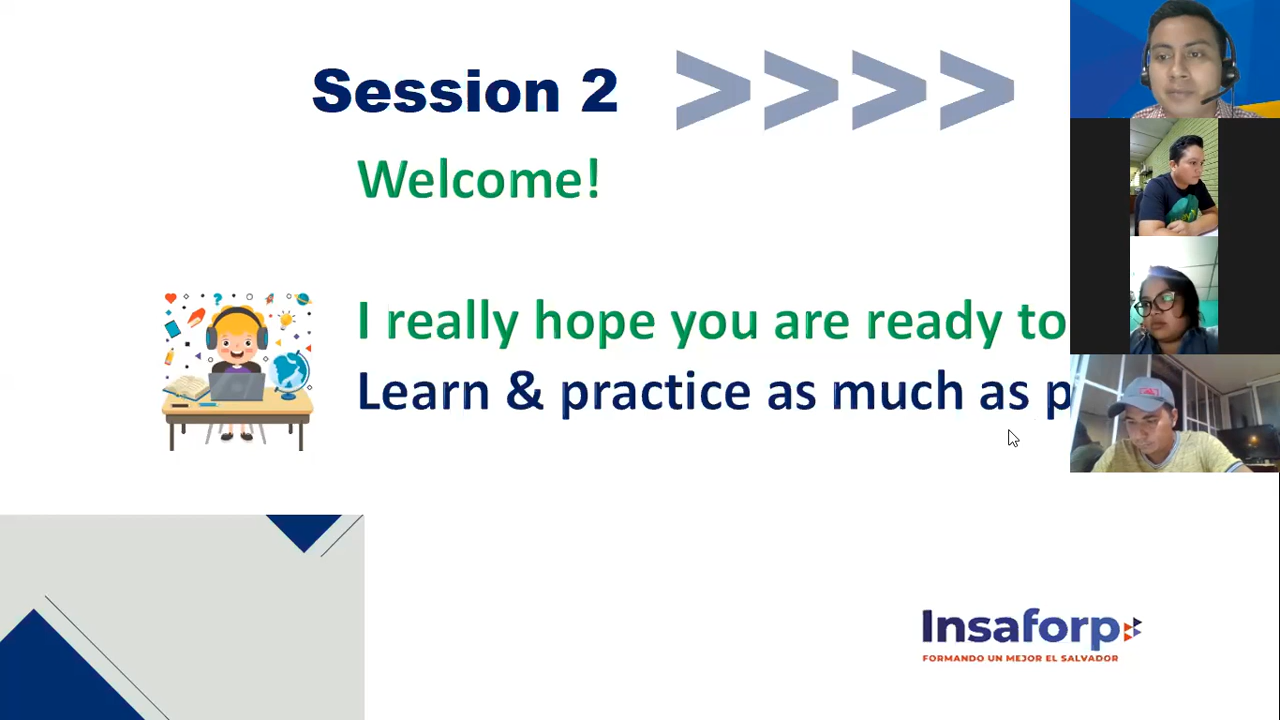 Session 2 >>>>
Welcome!
I really hope you are ready to
Learn & practice as much as p
Insaforp
FORMANDO UN MEJOR EL SALVADOR